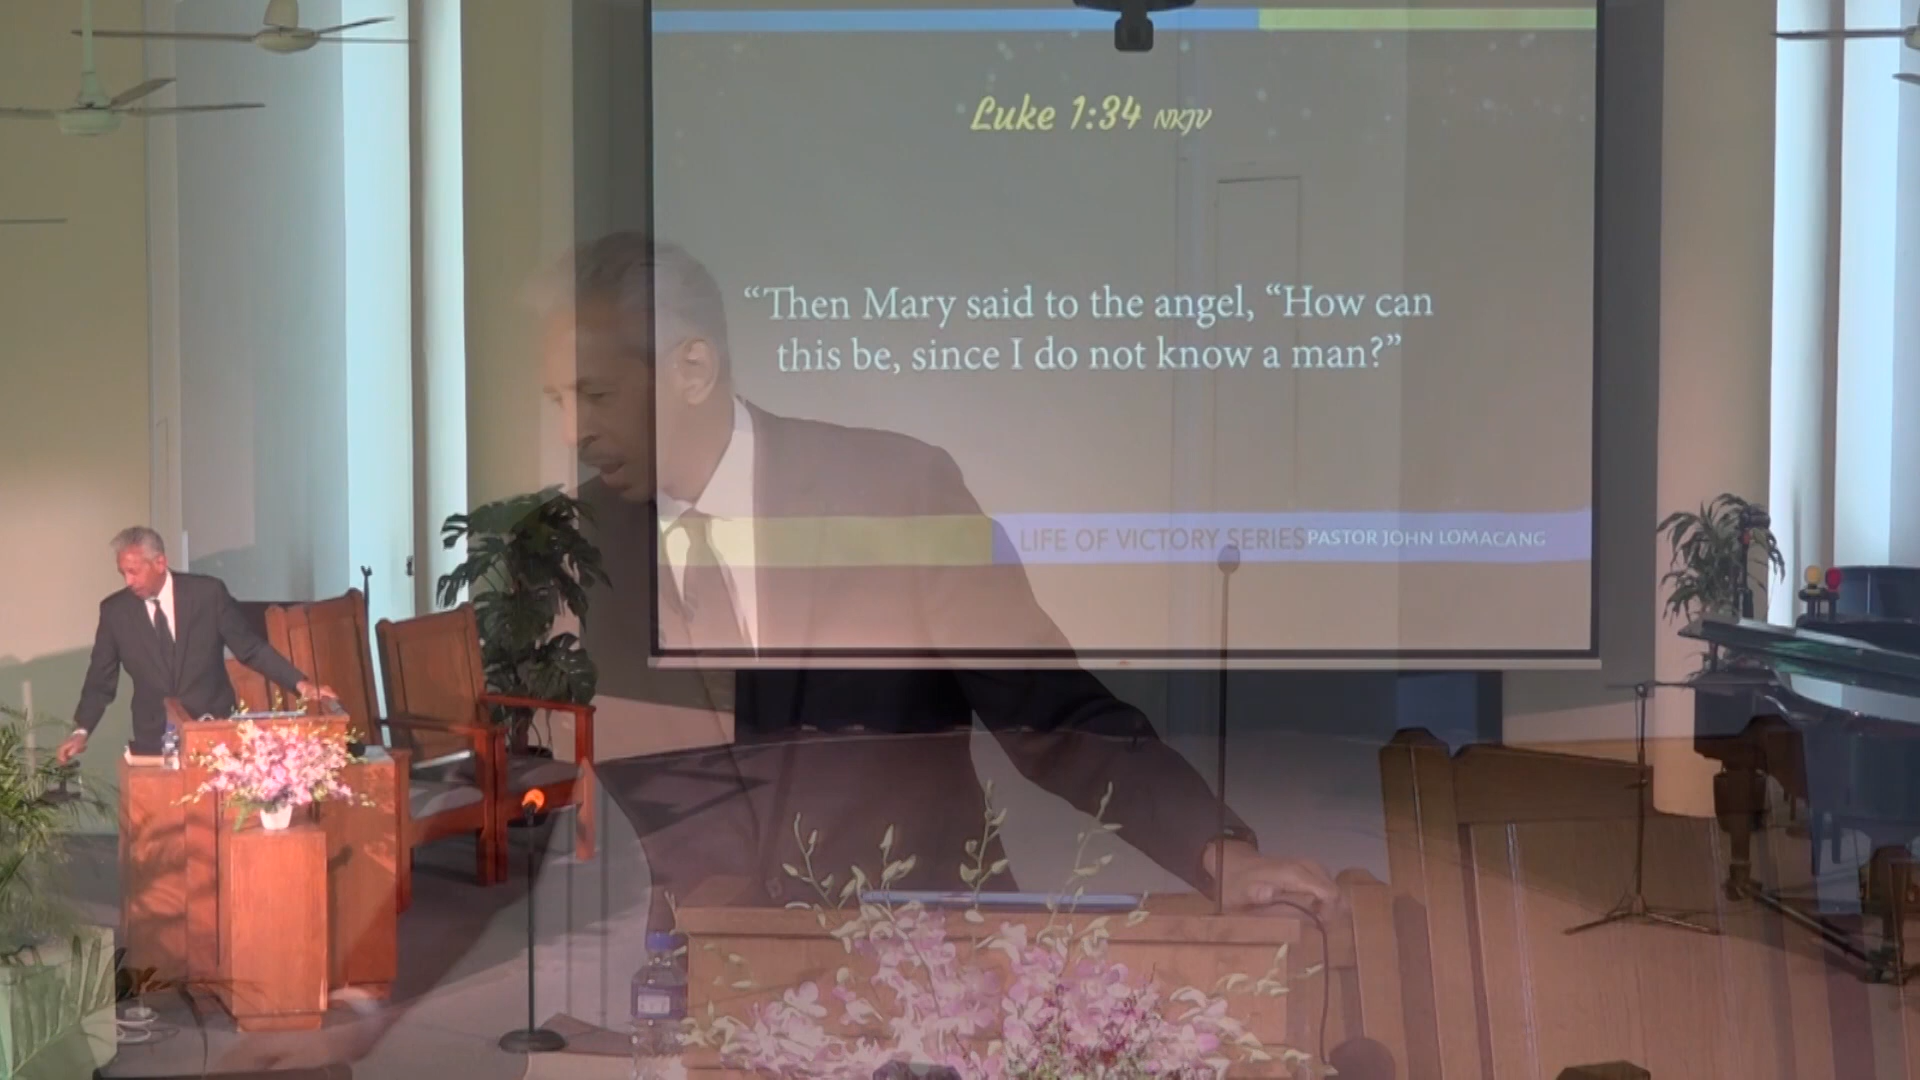 Luke 1:34 NKJV
“Then Mary said to the angel, “How can
this be, since I do not know a man?”
LIFE OF VICTORY SERIES PASTOR JOHN LOMACANG